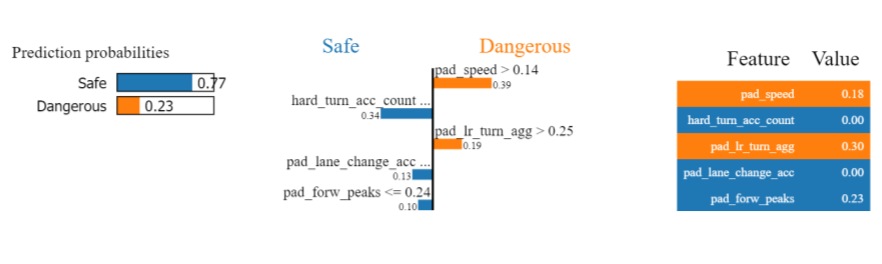 Prediction probabilities
Safe 0.77
Dangerous 0.23
Safe Dangerous
pad_speed > 0.14
0.39
hard_turn_acc_count ...
0.34
pad_lr_turn_agg > 0.25
0.19
pad_lane_change_acc ...
0.13
pad_forw_peaks <= 0.24
0.10
Feature Value
pad_speed 0.18
hard_turn_acc_count 0.00
pad_lr_turn_agg 0.30
pad_lane_change_acc 0.00
pad_forw_peaks 0.23